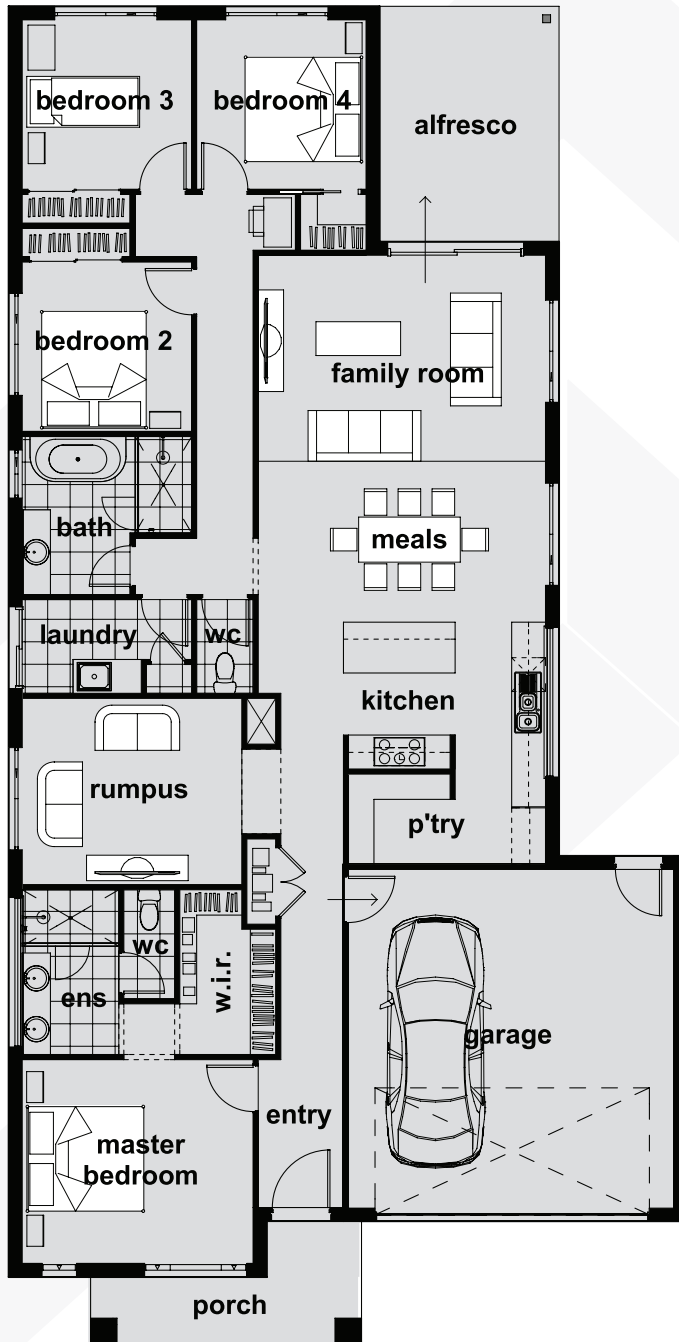 bedroom 3
bedroom 4
alfresco
bedroom 2
family room
bath
meals
laundry
wc
kitchen
rumpus
p'try
wc
w.i.r.
ens
garage
entry
master
bedroom
porch